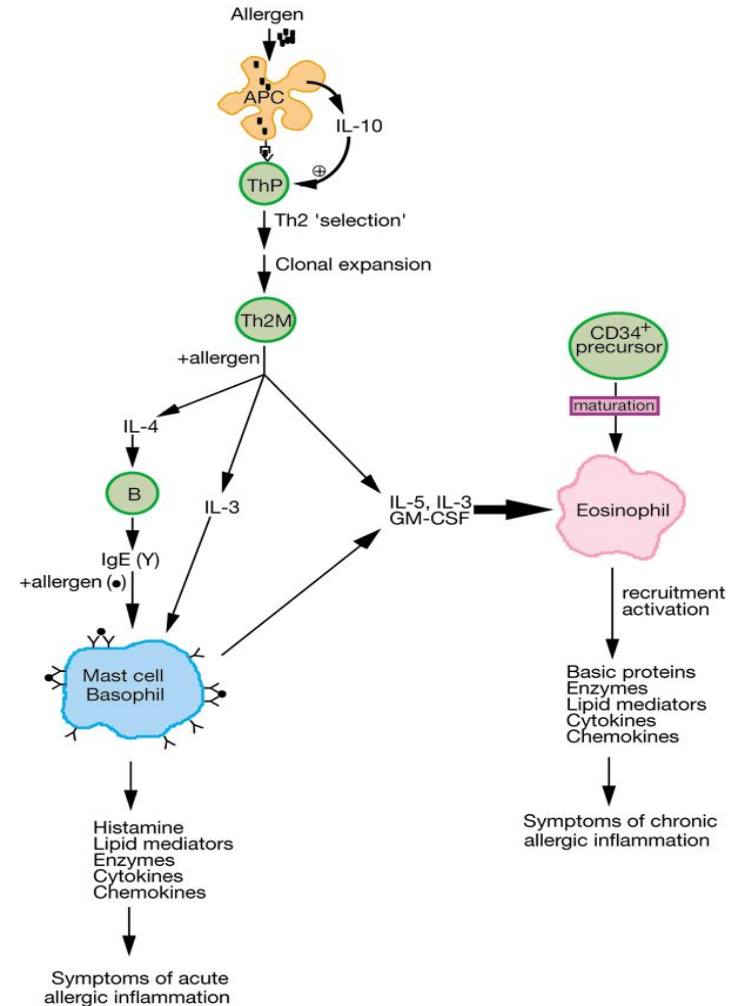 Allergen
APC
IL-10
⊕
ThP
Th2 'selection'
Clonal expansion
Th2M
+allergen
IL-4
B
IgE (Y)
+allergen (●)
IL-3
Mast cell
Basophil
Histamine
Lipid mediators
Enzymes
Cytokines
Chemokines
Symptoms of acute
allergic inflammation
IL-5, IL-3
GM-CSF
CD34⁺
precursor
maturation
Eosinophil
recruitment
activation
Basic proteins
Enzymes
Lipid mediators
Cytokines
Chemokines
Symptoms of chronic
allergic inflammation